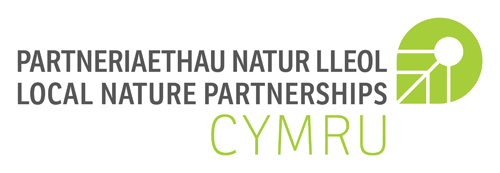 PARTNERIAETHAU NATUR LLEOL
LOCAL NATURE PARTNERSHIPS
CYMRU